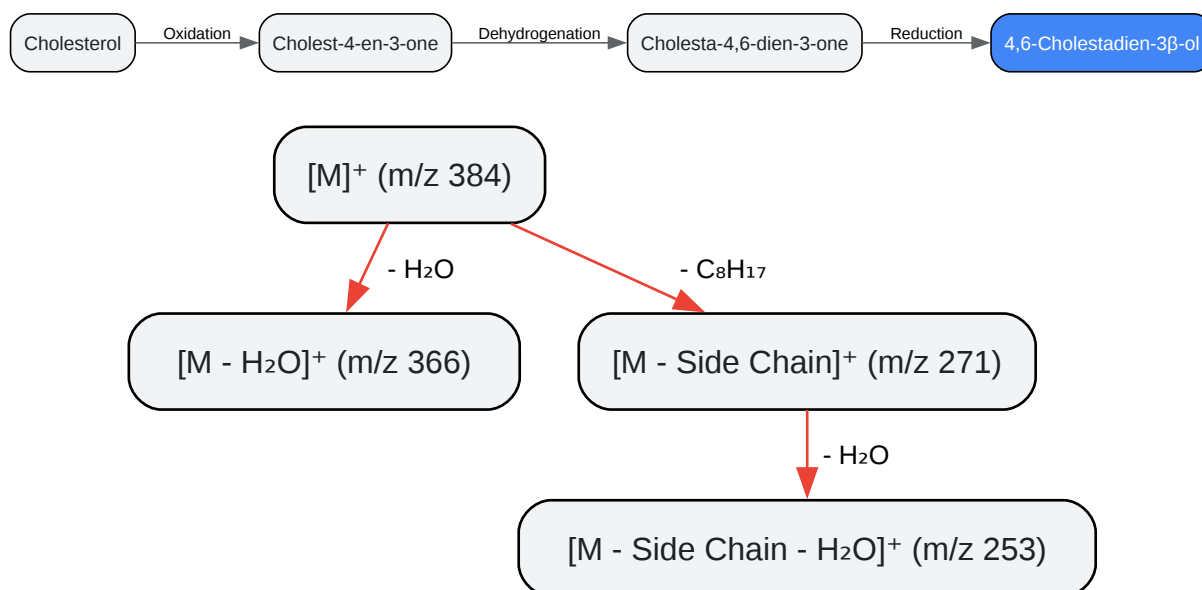 Cholesterol
Oxidation
Cholest-4-en-3-one
Dehydrogenation
Cholesta-4,6-dien-3-one
Reduction
4,6-Cholestadien-3β-ol
[M]⁺ (m/z 384)
- H₂O
- C₈H₁₇
[M - H₂O]⁺ (m/z 366)
[M - Side Chain]⁺ (m/z 271)
- H₂O
[M - Side Chain - H₂O]⁺ (m/z 253)